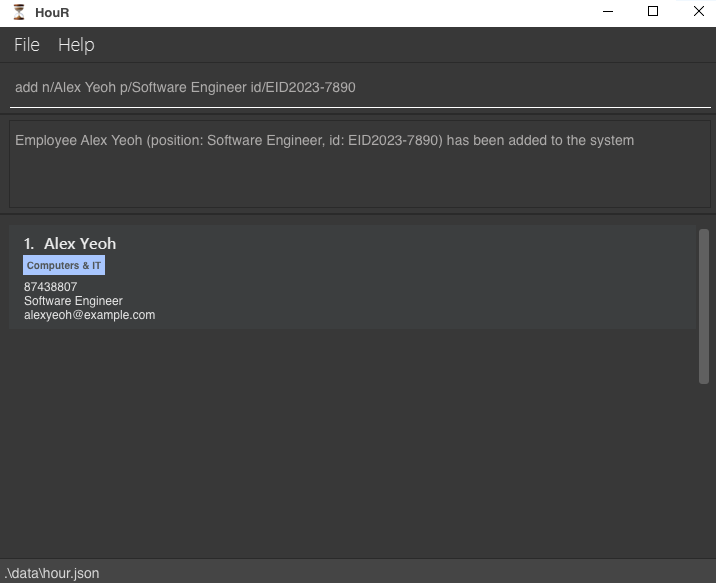 HouR
File Help
add n/Alex Yeoh p/Software Engineer id/EID2023-7890
Employee Alex Yeoh (position: Software Engineer, id: EID2023-7890) has been added to the system
1. Alex Yeoh
Computers & IT
87438807
Software Engineer
alexyeoh@example.com
.\data\hour.json